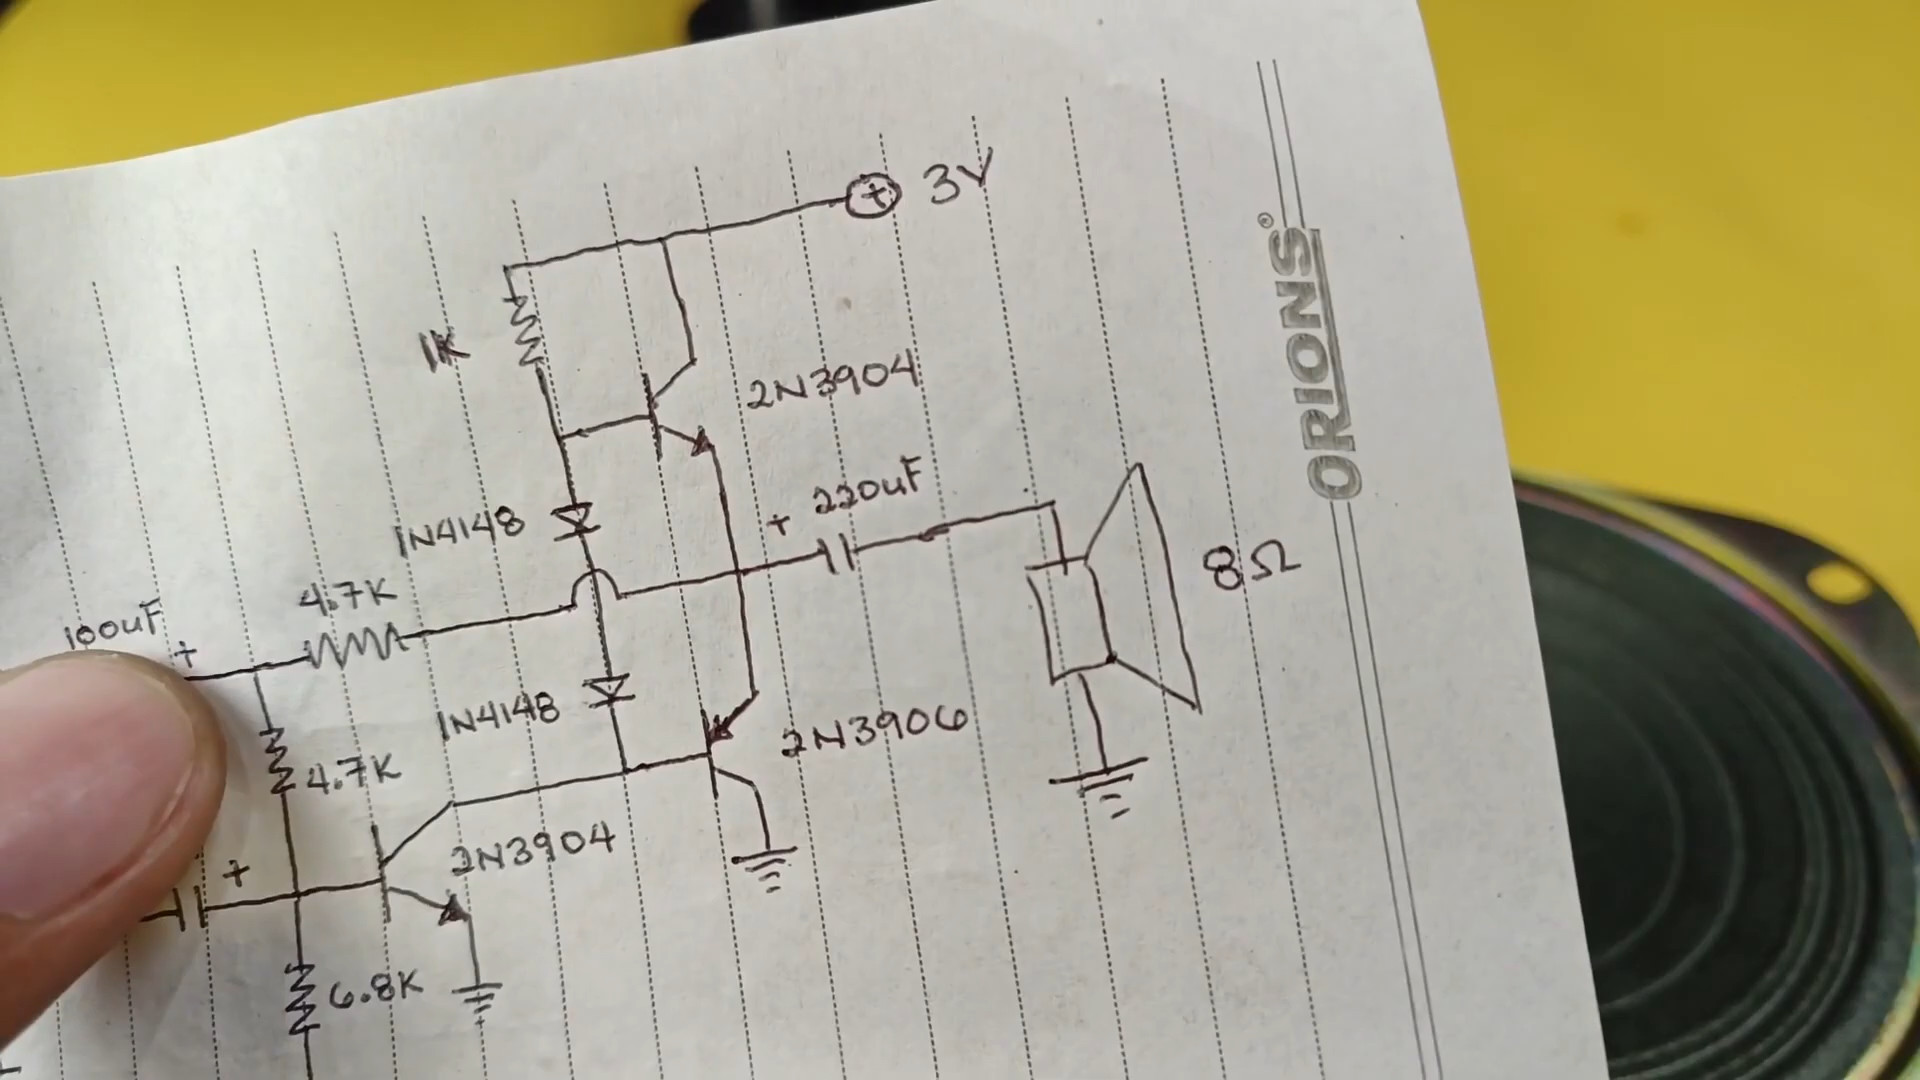 + 3V
1K
2N3904
+ 220uF
1N4148
8Ω
4.7K
100uF
+
1N4148
2N3906
4.7K
2N3904
+
6.8K
ORIONS®